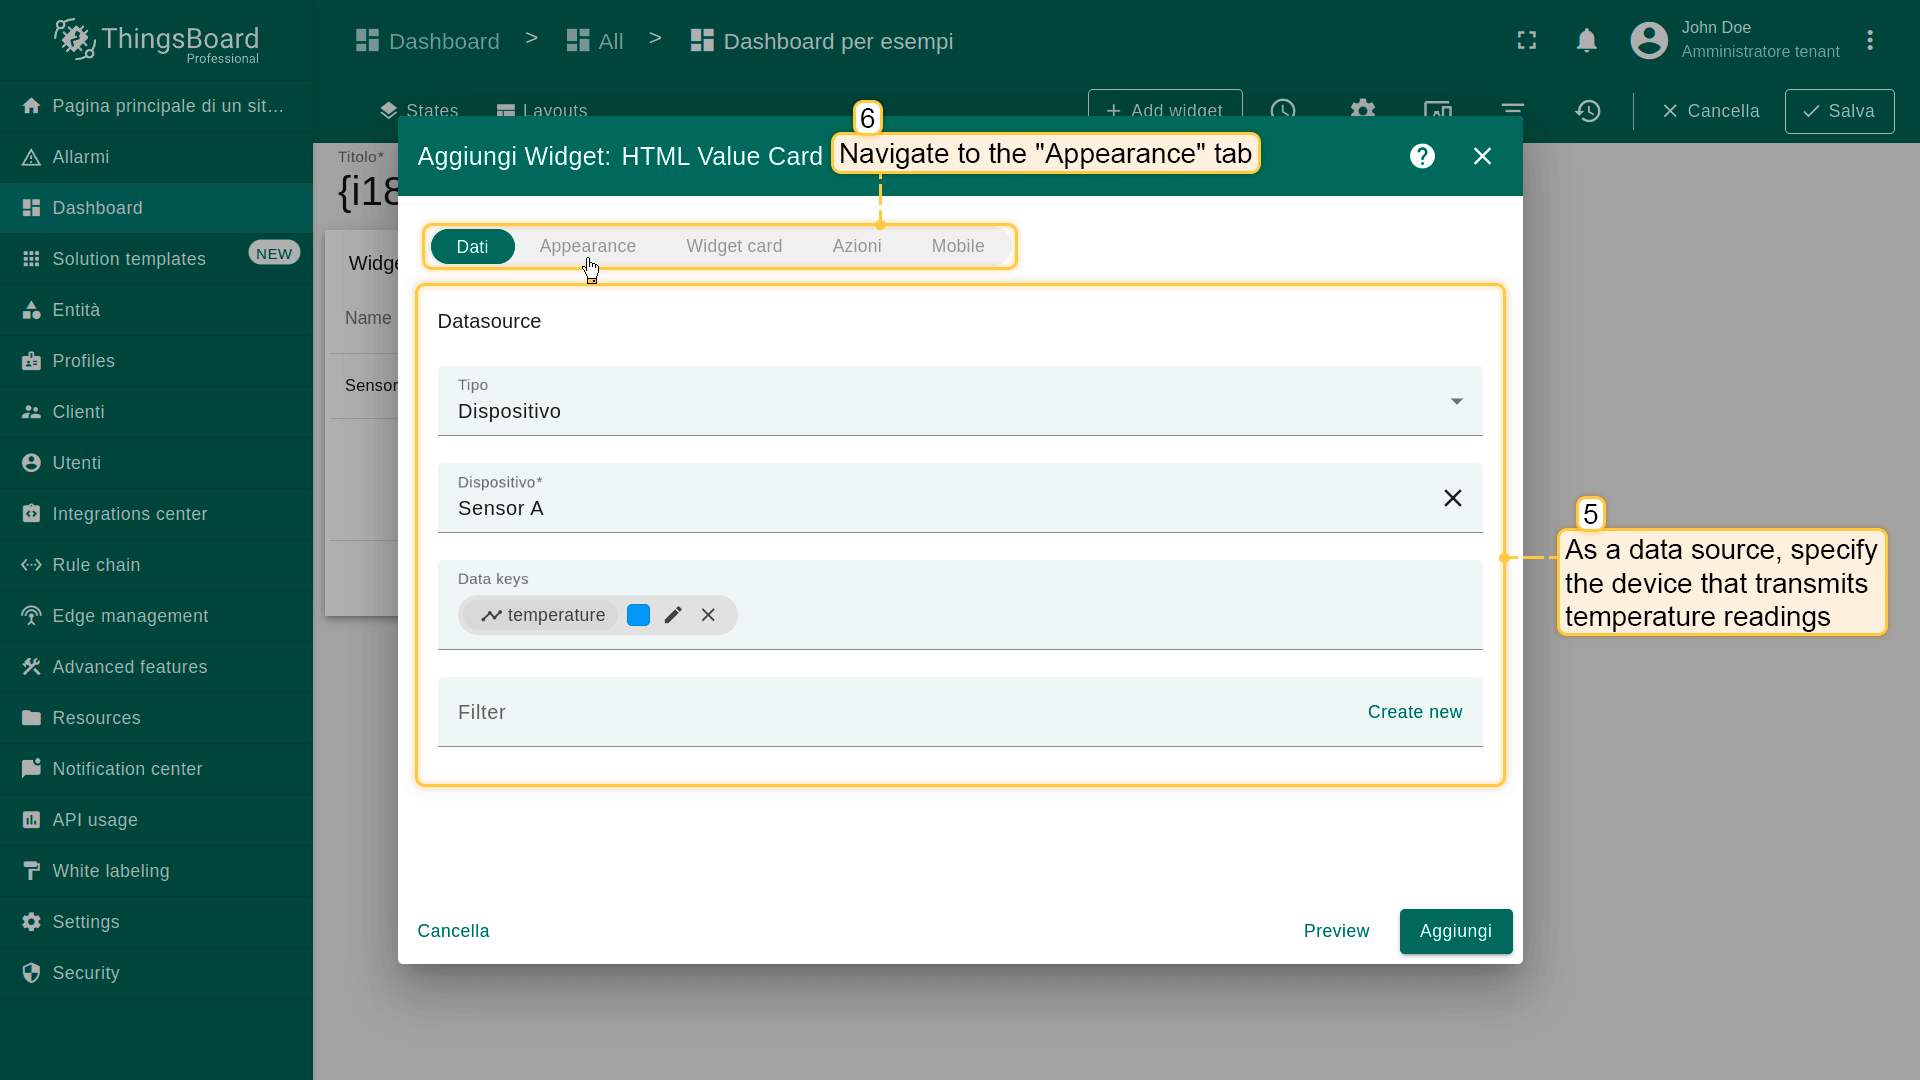 ThingsBoard
Professional
Dashboard > All > Dashboard per esempi
John Doe
Amministratore tenant
Pagina principale di un sit...
Allarmi
Dashboard
Solution templates NEW
Entità
Profiles
Clienti
Utenti
Integrations center
Rule chain
Edge management
Advanced features
Resources
Notification center
API usage
White labeling
Settings
Security
States Layouts + Add widget Cancella Salva
Titolo*
{i18
Widge
Name
Sensor
6
Aggiungi Widget: HTML Value Card
Navigate to the "Appearance" tab
Dati Appearance Widget card Azioni Mobile
Datasource
Tipo
Dispositivo
Dispositivo*
Sensor A
Data keys
temperature
Filter Create new
5
As a data source, specify
the device that transmits
temperature readings
Cancella Preview Aggiungi